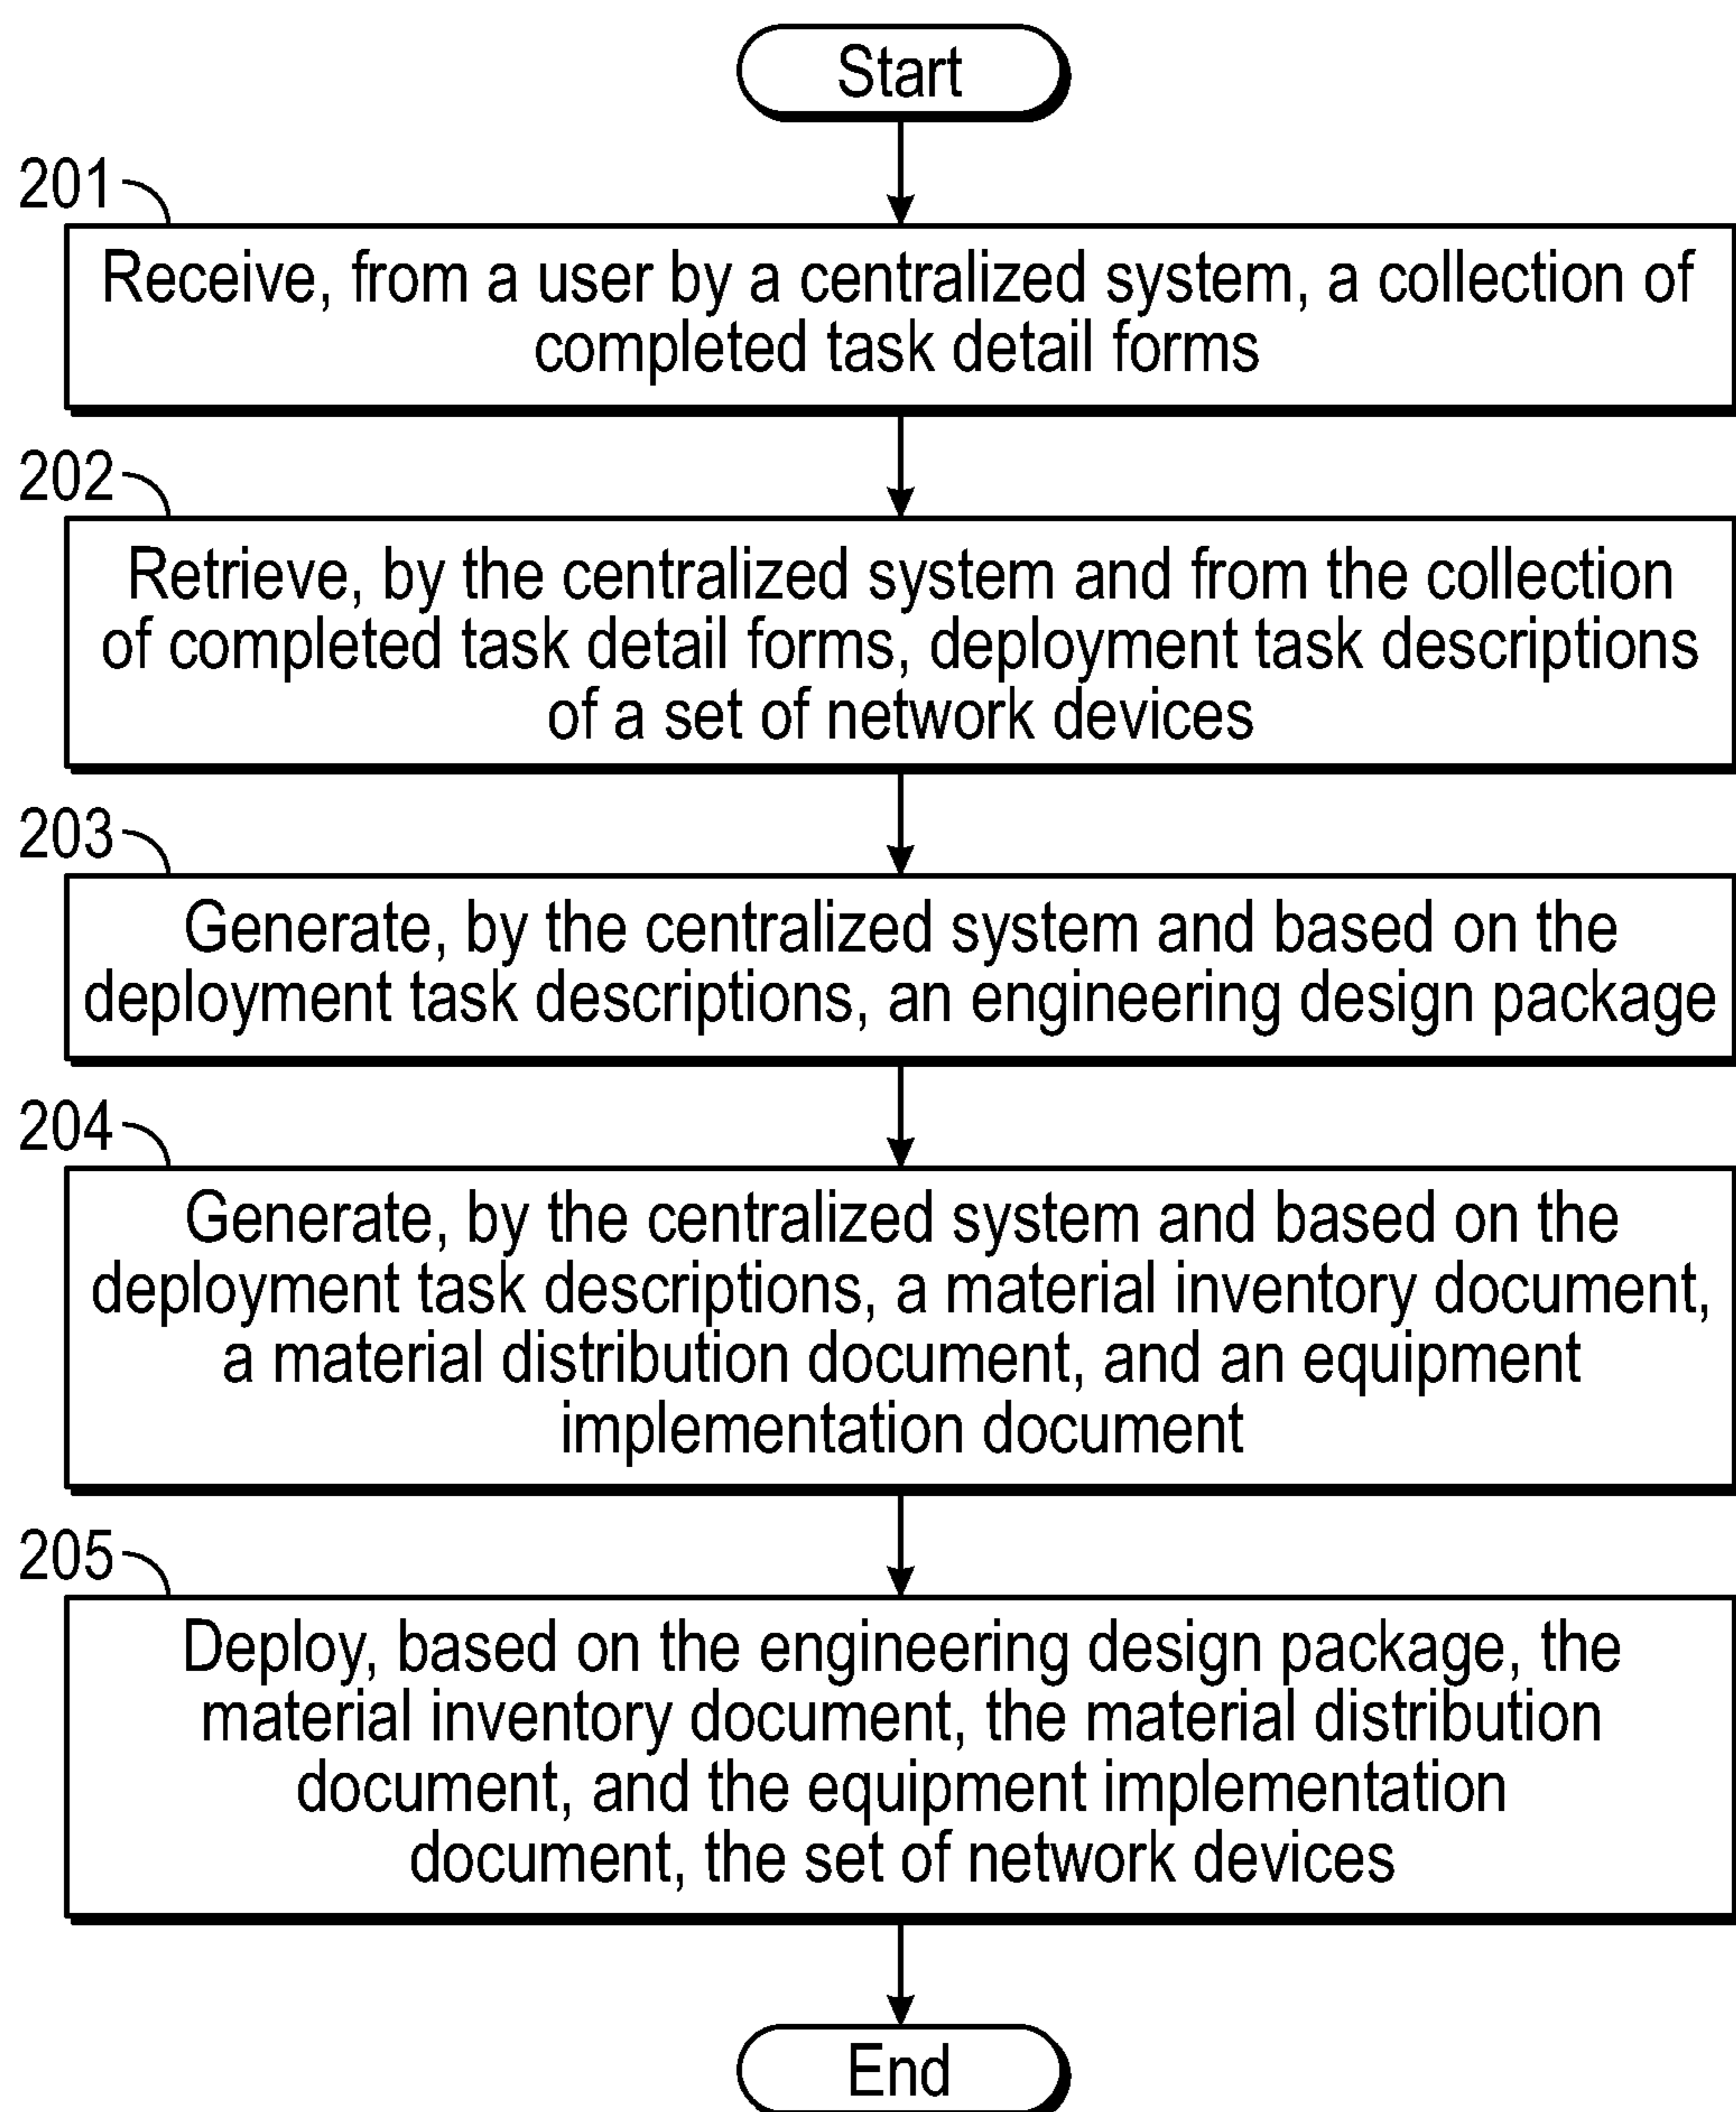 Start
201
Receive, from a user by a centralized system, a collection of
completed task detail forms
202
Retrieve, by the centralized system and from the collection
of completed task detail forms, deployment task descriptions
of a set of network devices
203
Generate, by the centralized system and based on the
deployment task descriptions, an engineering design package
204
Generate, by the centralized system and based on the
deployment task descriptions, a material inventory document,
a material distribution document, and an equipment
implementation document
205
Deploy, based on the engineering design package, the
material inventory document, the material distribution
document, and the equipment implementation
document, the set of network devices
End